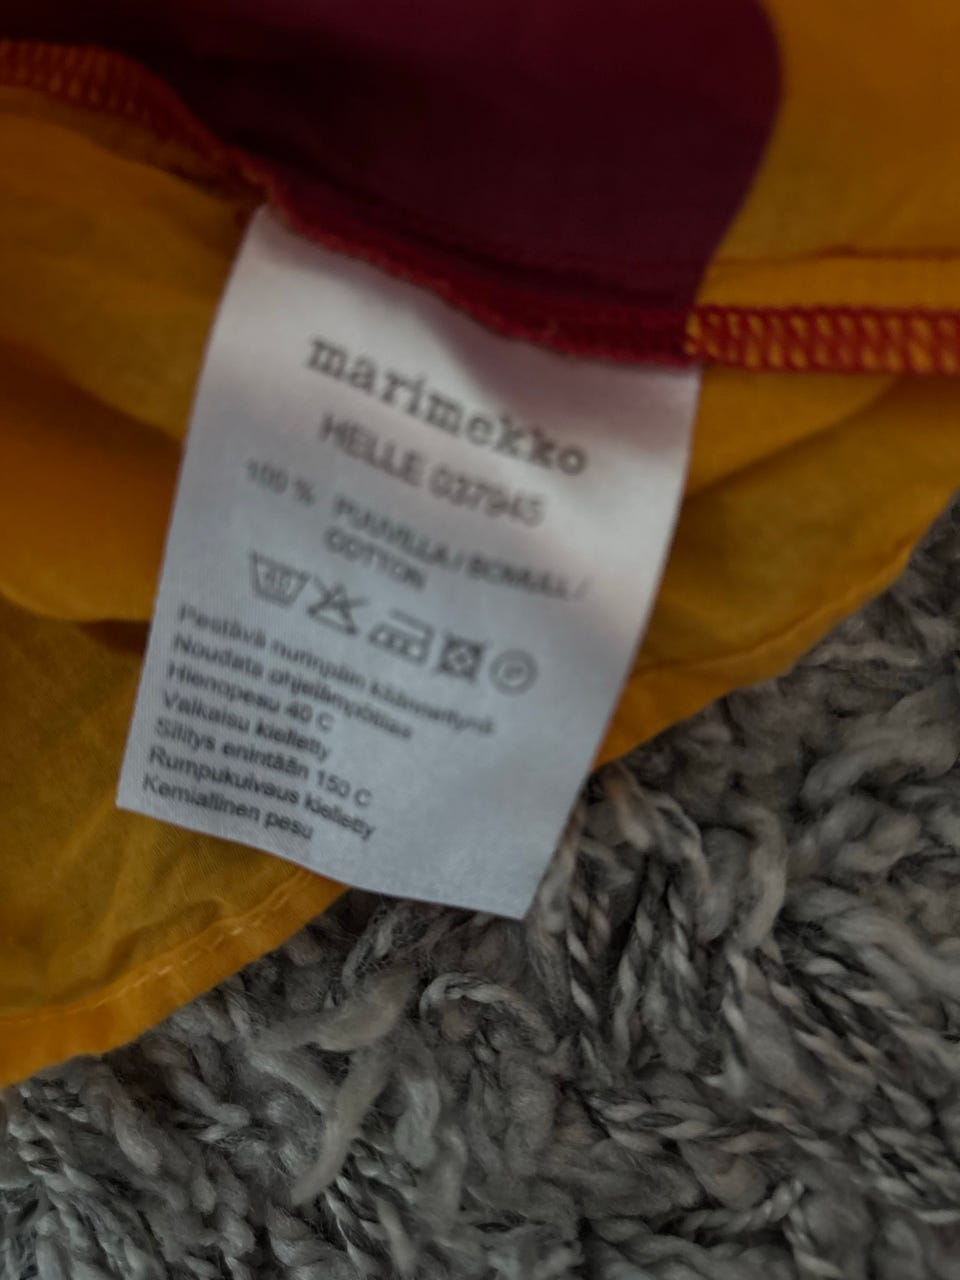 marimekko
HELLE 037945
100 % PUUVILLA / BOMULL /
COTTON
40
P
Pestävä nurinpäin käännettynä
Noudata ohjelämpötilaa
Hienopesu 40 C
Valkaisu kielletty
Silitys enintään 150 C
Rumpukuivaus kielletty
Kemiallinen pesu